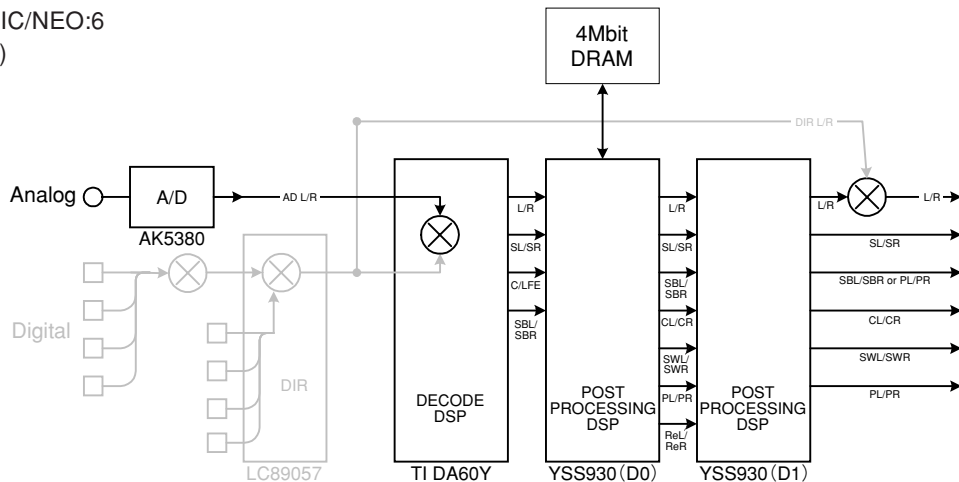 IC/NEO:6
)
4Mbit
DRAM
DIR L/R
Analog
A/D
AD L/R
AK5380
Digital
DIR
LC89057
DECODE
DSP
TI DA60Y
L/R
SL/SR
C/LFE
SBL/
SBR
POST
PROCESSING
DSP
YSS930 (D0)
L/R
SL/SR
SBL/
SBR
CL/CR
SWL/
SWR
PL/PR
ReL/
ReR
POST
PROCESSING
DSP
YSS930 (D1)
L/R
L/R
SL/SR
SBL/SBR or PL/PR
CL/CR
SWL/SWR
PL/PR